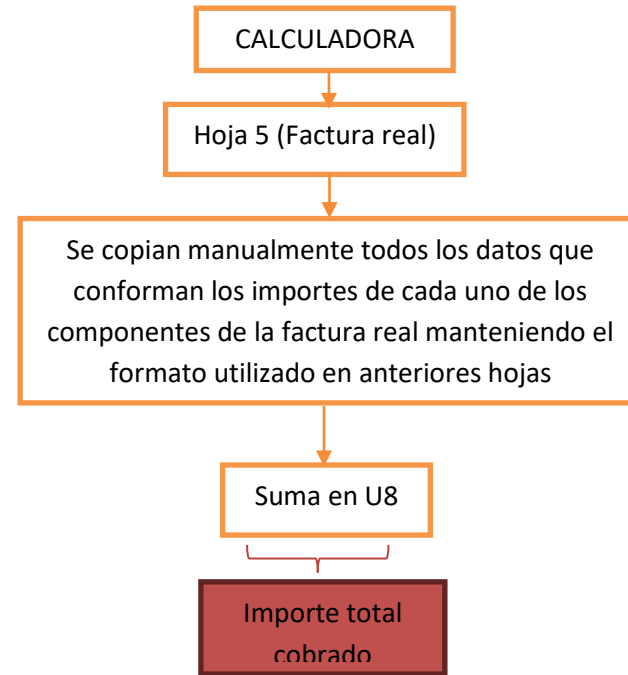 CALCULADORA
Hoja 5 (Factura real)
Se copian manualmente todos los datos que
conforman los importes de cada uno de los
componentes de la factura real manteniendo el
formato utilizado en anteriores hojas
Suma en U8
Importe total
cobrado